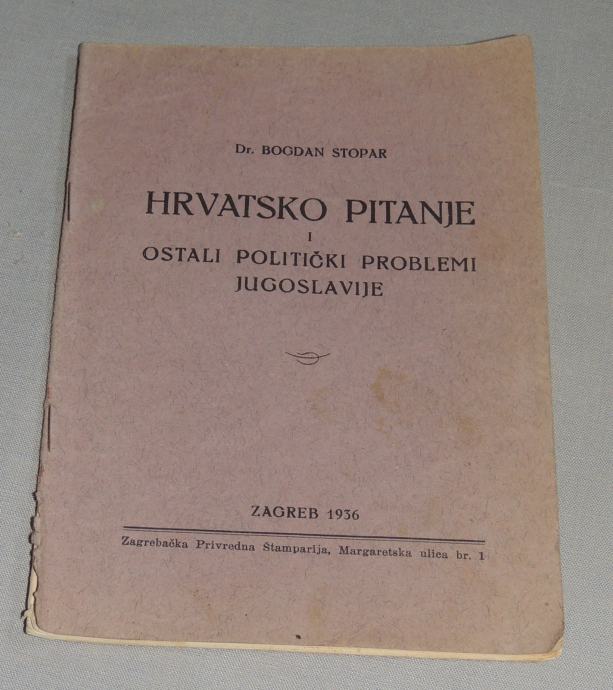 Dr. BOGDAN STOPAR
HRVATSKO PITANJE
I
OSTALI POLITIČKI PROBLEMI
JUGOSLAVIJE
ZAGREB 1936
Zagrebačka Privredna Štamparija, Margaretska ulica br. 1